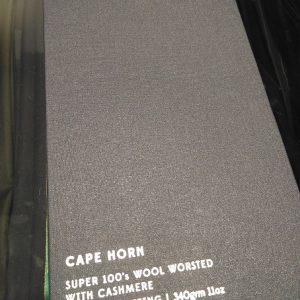 CAPE HORN
SUPER 100's WOOL WORSTED
WITH CASHMERE
| 340gm 11oz